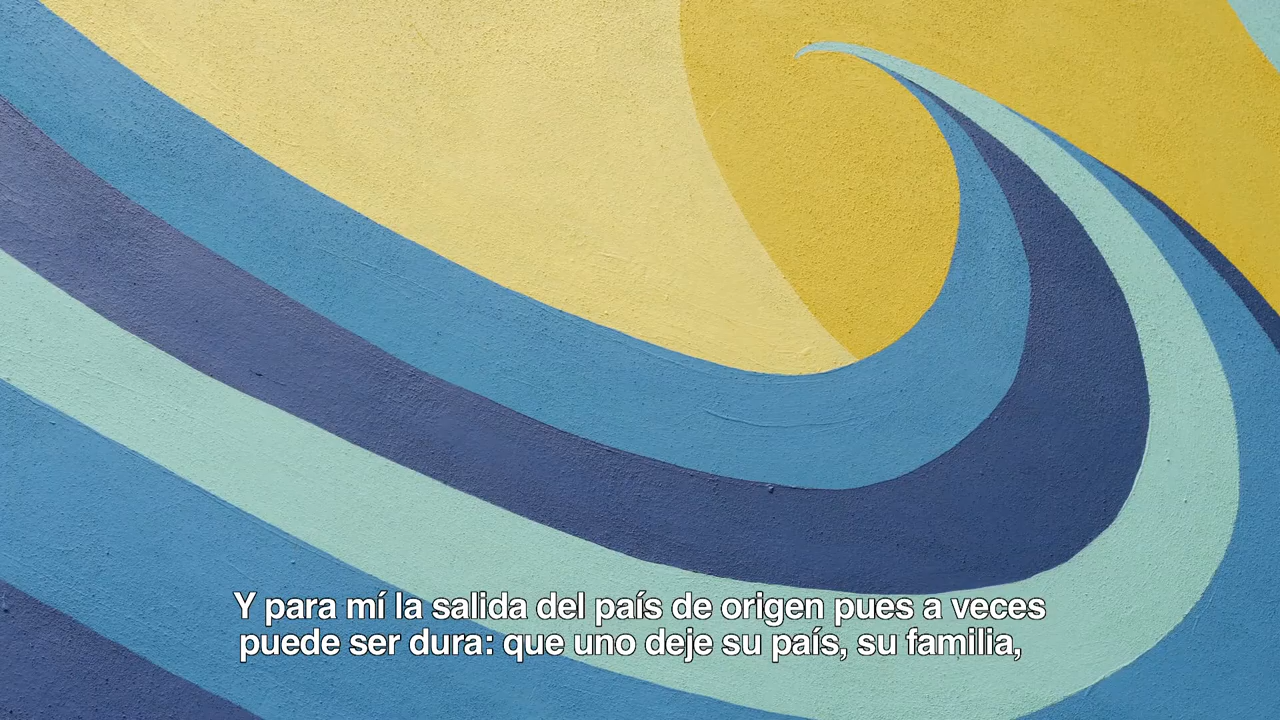 Y para mí la salida del país de origen pues a veces
puede ser dura: que uno deje su país, su familia,